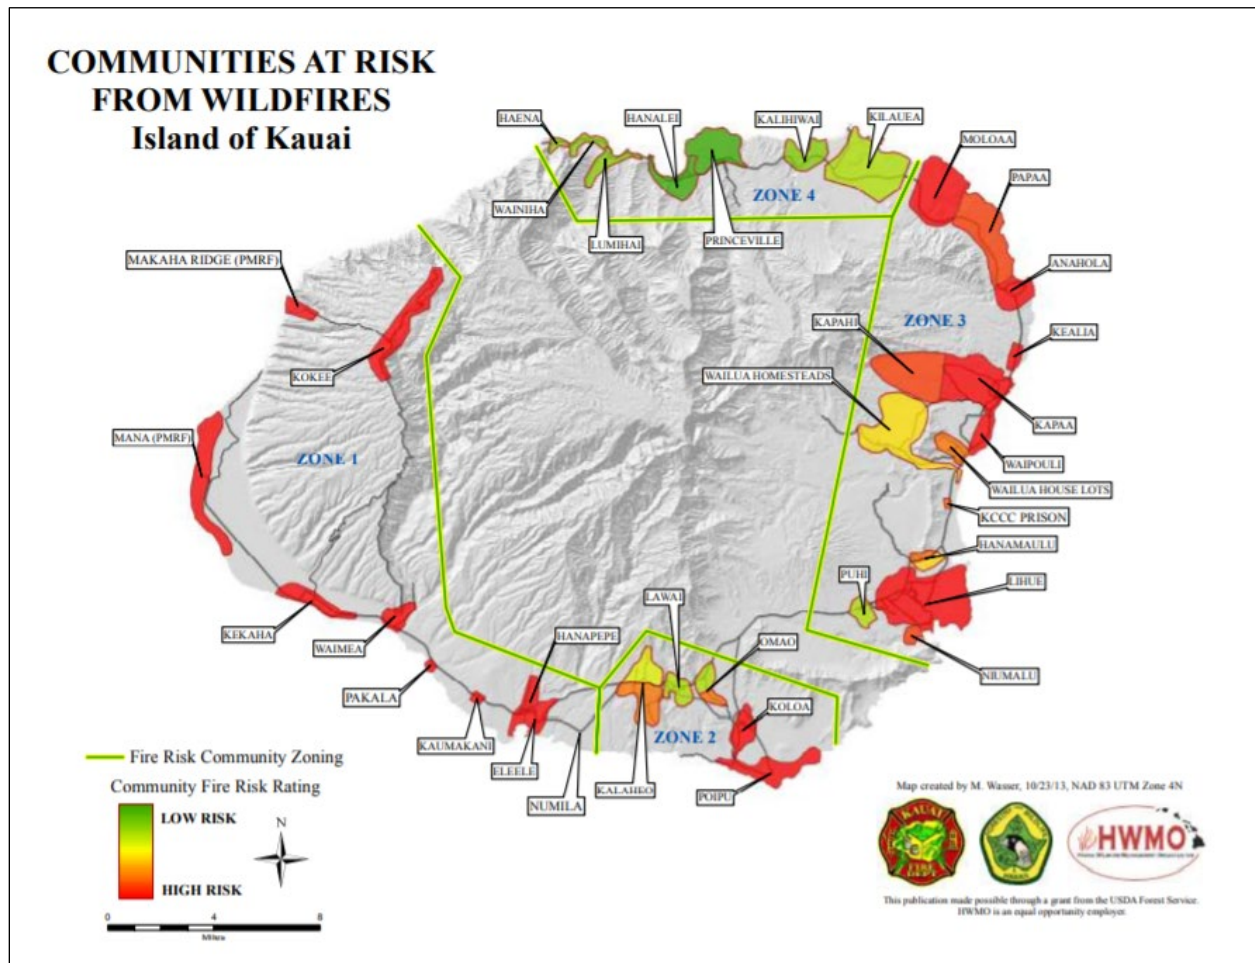 COMMUNITIES AT RISK
FROM WILDFIRES
Island of Kauai
HAENA
HANALEI
KALIHIWAI
KILAUEA
MOLOAA
PAPAA
WAINIHA
ZONE 4
LUMIHAI
PRINCEVILLE
MAKAHA RIDGE (PMRF)
ANAHOLA
KAPAHI
ZONE 3
KEALIA
KOKEE
WAILUA HOMESTEADS
KAPAA
MANA (PMRF)
ZONE 1
WAIPOULI
WAILUA HOUSE LOTS
KCCC PRISON
HANAMAULU
PUHI
LIHUE
LAWAI
KEKAHA
WAIMEA
HANAPEPE
OMAO
NIUMALU
PAKALA
KOLOA
KAUMAKANI
ZONE 2
ELEELE
POIPU
NUMILA
KALAHEO
Fire Risk Community Zoning
Community Fire Risk Rating
LOW RISK
HIGH RISK
N
0 4 8
Miles
Map created by M. Wasser, 10/23/13, NAD 83 UTM Zone 4N
KAUAI
FIRE
HWMO
This publication made possible through a grant from the USDA Forest Service.
HWMO is an equal opportunity employer.